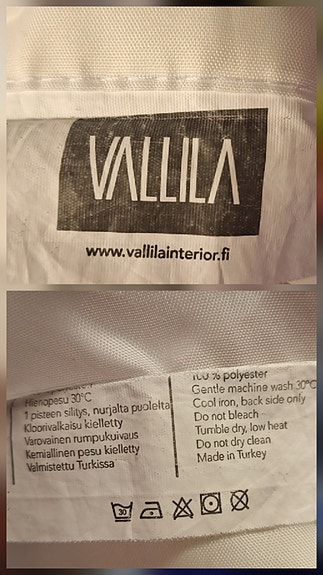 VALLILA
www.vallilainterior.fi
Hienopesu 30°C
1 pisteen silitys, nurjalta puolelta
Kloorivalkaisu kielletty
Varovainen rumpukuivaus
Kemiallinen pesu kielletty
Valmistettu Turkissa
100 % polyester
Gentle machine wash 30°C
Cool iron, back side only
Do not bleach
Tumble dry, low heat
Do not dry clean
Made in Turkey
30